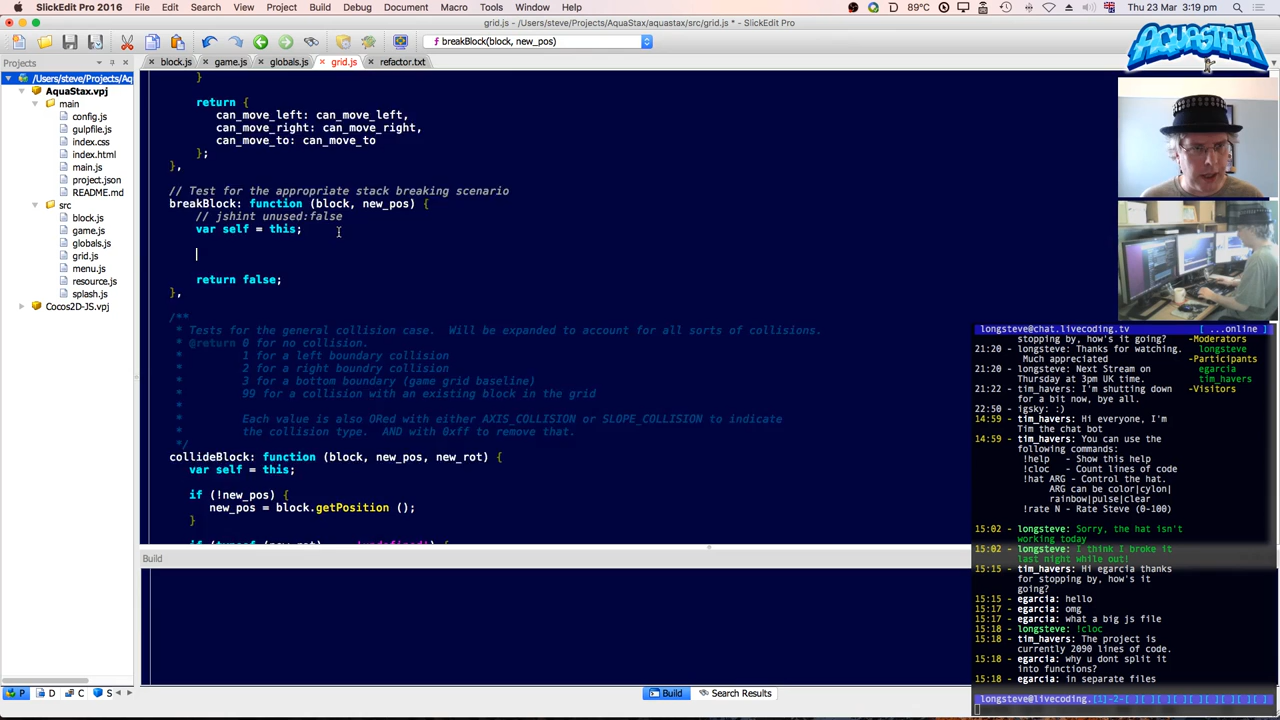 SlickEdit Pro 2016 File Edit Search View Project Build Debug Document Macro Tools Window Help 89°C Thu 23 Mar 3:19 pm
grid.js - /Users/steve/Projects/AquaStax/aquastax/src/grid.js * - SlickEdit Pro
breakBlock(block, new_pos)
AQUASTAX
Projects
block.js game.js globals.js grid.js refactor.txt
/Users/steve/Projects/Aq
AquaStax.vpj
main
config.js
gulpfile.js
index.css
index.html
main.js
project.json
README.md
src
block.js
game.js
globals.js
grid.js
menu.js
resource.js
splash.js
Cocos2D-JS.vpj
}
return {
can_move_left: can_move_left,
can_move_right: can_move_right,
can_move_to: can_move_to
};
},
// Test for the appropriate stack breaking scenario
breakBlock: function (block, new_pos) {
// jshint unused:false
var self = this;
return false;
},
/**
* Tests for the general collision case. Will be expanded to account for all sorts of collisions.
* @return 0 for no collision.
* 1 for a left boundary collision
* 2 for a right boundry collision
* 3 for a bottom boundary (game grid baseline)
* 99 for a collision with an existing block in the grid
*
* Each value is also ORed with either AXIS_COLLISION or SLOPE_COLLISION to indicate
* the collision type. AND with 0xff to remove that.
*/
collideBlock: function (block, new_pos, new_rot) {
var self = this;
if (!new_pos) {
new_pos = block.getPosition ();
}
if (typeof (new_rot) === 'undefined') {
Build
P D C S
Build Search Results
longsteve@chat.livecoding.tv [ ...online ]
stopping by, how's it going?
21:20 - longsteve: Thanks for watching. Much appreciated
21:20 - longsteve: Next Stream on Thursday at 3pm UK time.
21:22 - tim_havers: I'm shutting down for a bit now, bye all.
22:50 - igsky: :)
14:59 - tim_havers: Hi everyone, I'm Tim the chat bot
14:59 - tim_havers: You can use the following commands:
!help - Show this help
!cloc - Count lines of code
!hat ARG - Control the hat.
ARG can be color|cylon|
rainbow|pulse|clear
!rate N - Rate Steve (0-100)
15:02 - longsteve: Sorry, the hat isn't working today
15:02 - longsteve: I think I broke it last night while out!
15:15 - tim_havers: Hi egarcia thanks for stopping by, how's it going?
15:15 - egarcia: hello
15:17 - egarcia: omg
15:17 - egarcia: what a big js file
15:18 - longsteve: !cloc
15:18 - tim_havers: The project is currently 2090 lines of code.
15:18 - egarcia: why u dont split it into functions?
15:18 - egarcia: in separate files
-Moderators
longsteve
-Participants
egarcia
tim_havers
-Visitors
longsteve@livecoding. [1]-2-[ ][ ][ ][ ][ ][ ][ ][ ]